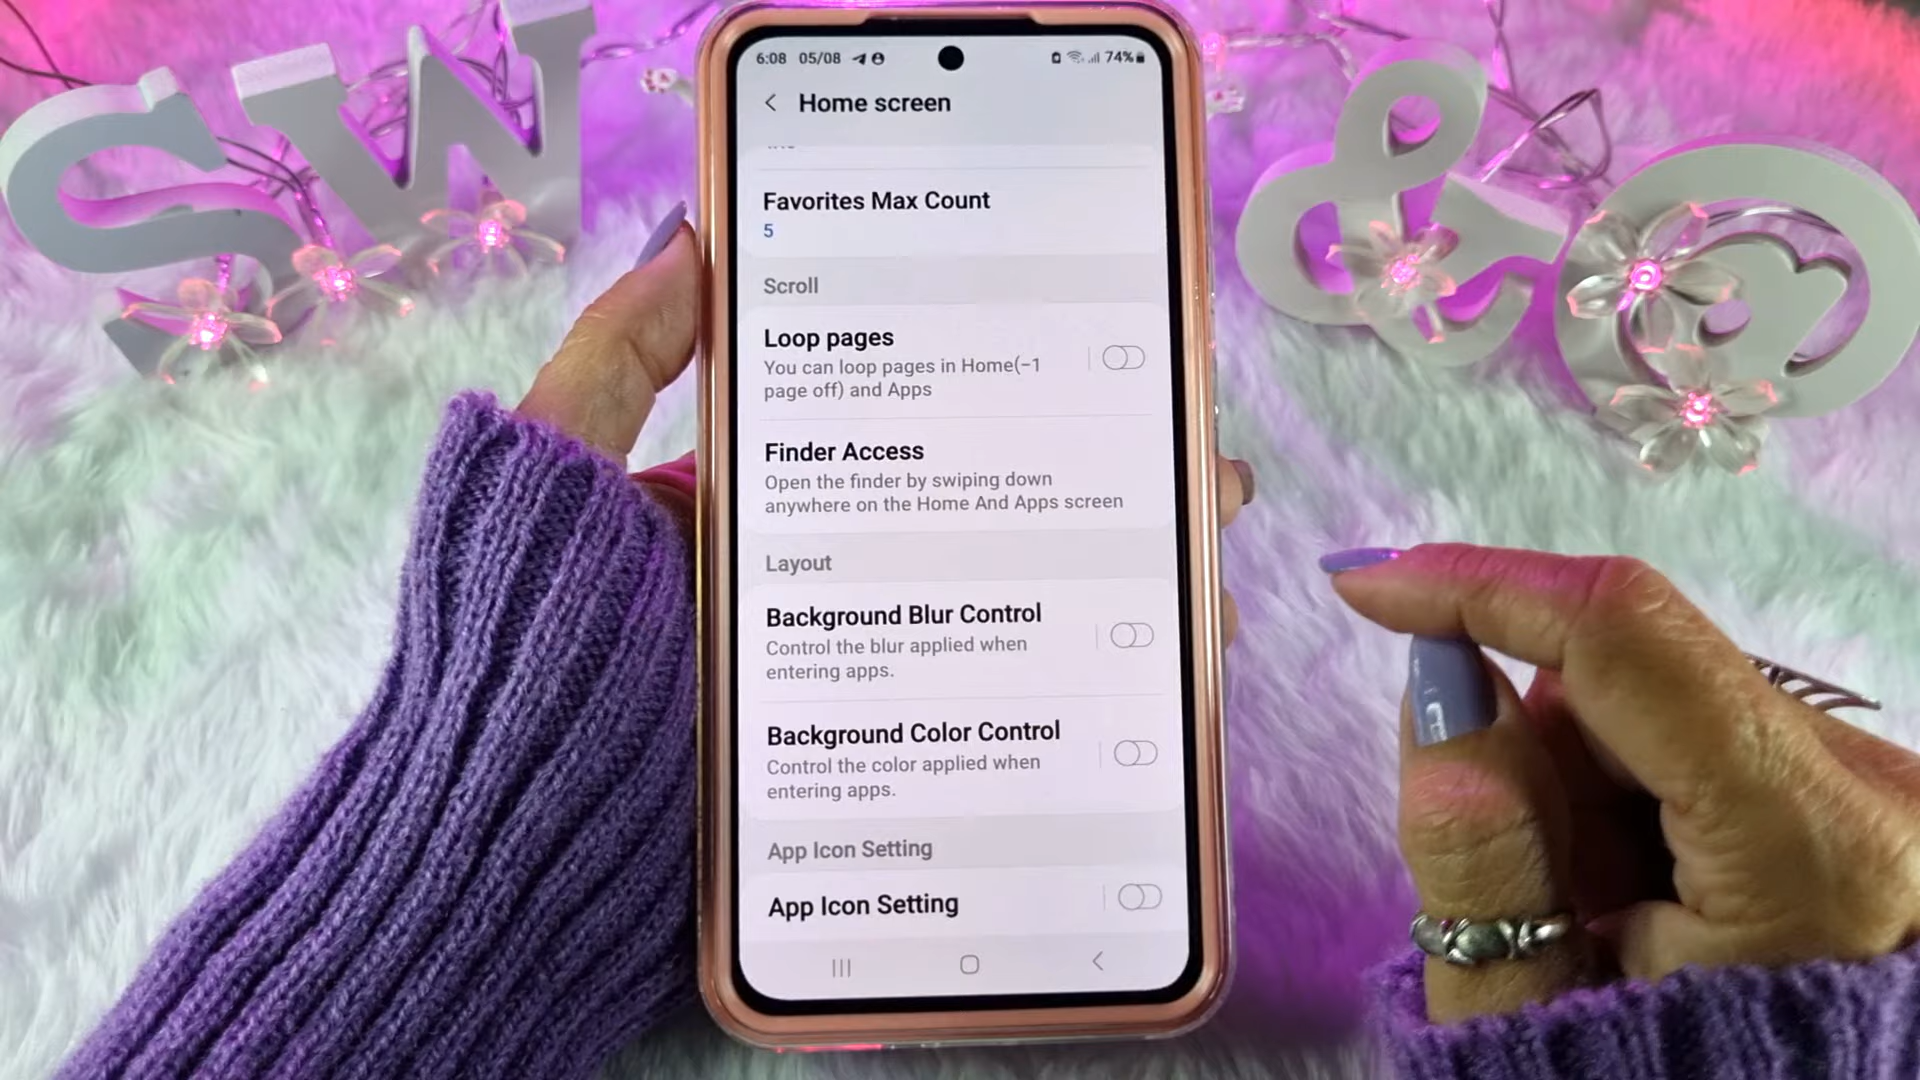 SW
&
6:08 05/08 74%
Home screen
Favorites Max Count
5
Scroll
Loop pages
You can loop pages in Home(-1
page off) and Apps
Finder Access
Open the finder by swiping down
anywhere on the Home And Apps screen
Layout
Background Blur Control
Control the blur applied when
entering apps.
Background Color Control
Control the color applied when
entering apps.
App Icon Setting
App Icon Setting